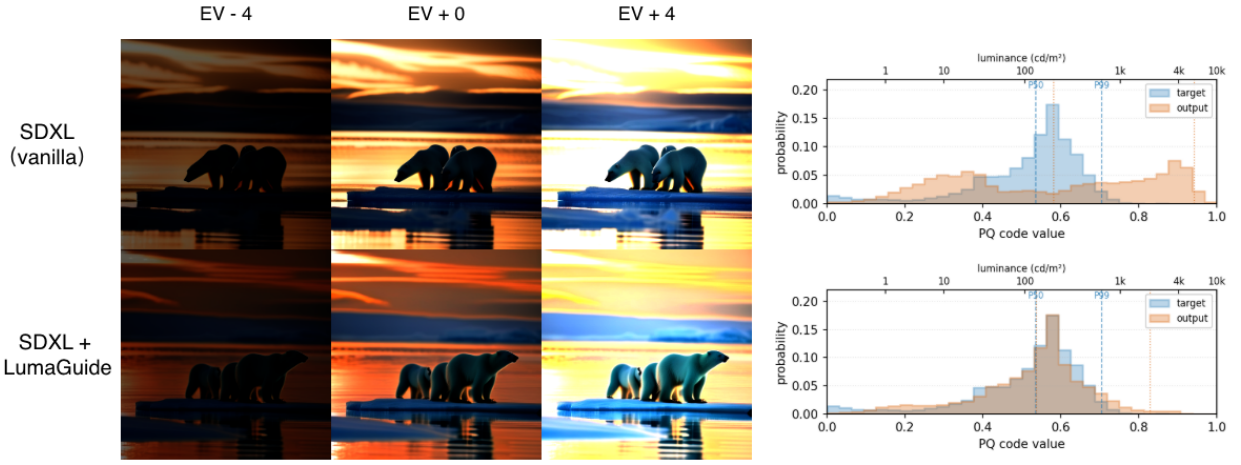 EV - 4
EV + 0
EV + 4
SDXL
(vanilla)
SDXL +
LumaGuide
luminance (cd/m²)
1 10 100 1k 4k 10k
P50 P99
target
output
probability
0.20
0.15
0.10
0.05
0.00
0.0 0.2 0.4 0.6 0.8 1.0
PQ code value
luminance (cd/m²)
1 10 100 1k 4k 10k
P50 P99
target
output
probability
0.20
0.15
0.10
0.05
0.00
0.0 0.2 0.4 0.6 0.8 1.0
PQ code value